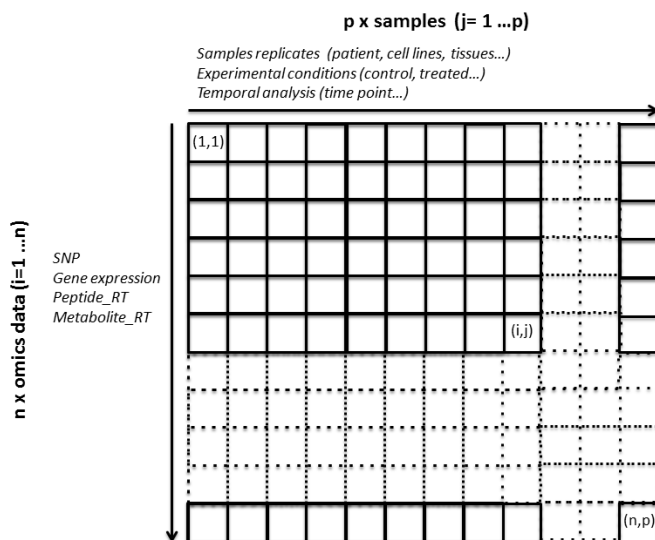 p x samples (j= 1 ...p)
Samples replicates (patient, cell lines, tissues...)
Experimental conditions (control, treated...)
Temporal analysis (time point...)
(1,1)
n x omics data (i=1 ...n)
SNP
Gene expression
Peptide_RT
Metabolite_RT
(i,j)
(n,p)